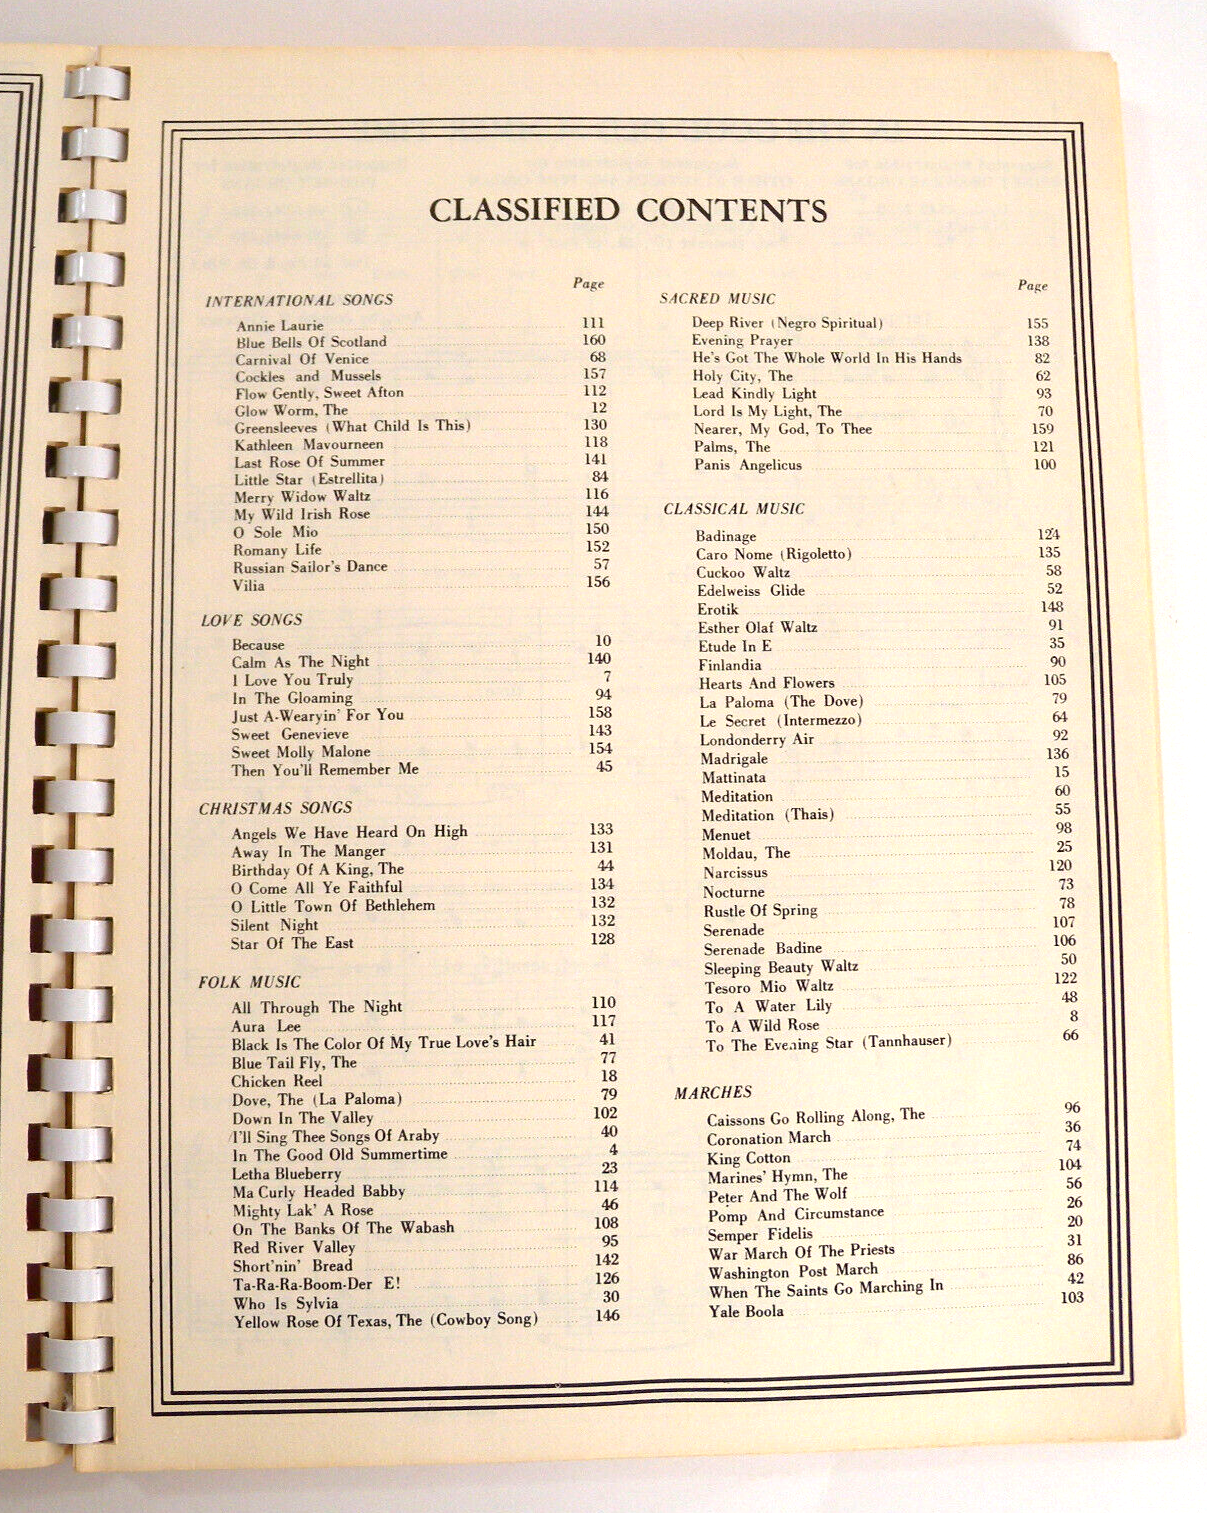 CLASSIFIED CONTENTS
Page
INTERNATIONAL SONGS
Annie Laurie 111
Blue Bells Of Scotland 160
Carnival Of Venice 68
Cockles and Mussels 157
Flow Gently, Sweet Afton 112
Glow Worm, The 12
Greensleeves (What Child Is This) 130
Kathleen Mavourneen 118
Last Rose Of Summer 141
Little Star (Estrellita) 84
Merry Widow Waltz 116
My Wild Irish Rose 144
O Sole Mio 150
Romany Life 152
Russian Sailor's Dance 57
Vilia 156
LOVE SONGS
Because 10
Calm As The Night 140
I Love You Truly 7
In The Gloaming 94
Just A-Wearyin' For You 158
Sweet Genevieve 143
Sweet Molly Malone 154
Then You'll Remember Me 45
CHRISTMAS SONGS
Angels We Have Heard On High 133
Away In The Manger 131
Birthday Of A King, The 44
O Come All Ye Faithful 134
O Little Town Of Bethlehem 132
Silent Night 132
Star Of The East 128
FOLK MUSIC
All Through The Night 110
Aura Lee 117
Black Is The Color Of My True Love's Hair 41
Blue Tail Fly, The 77
Chicken Reel 18
Dove, The (La Paloma) 79
Down In The Valley 102
I'll Sing Thee Songs Of Araby 40
In The Good Old Summertime 4
Letha Blueberry 23
Ma Curly Headed Babby 114
Mighty Lak' A Rose 46
On The Banks Of The Wabash 108
Red River Valley 95
Short'nin' Bread 142
Ta-Ra-Ra-Boom-Der E! 126
Who Is Sylvia 30
Yellow Rose Of Texas, The (Cowboy Song) 146
Page
SACRED MUSIC
Deep River (Negro Spiritual) 155
Evening Prayer 138
He's Got The Whole World In His Hands 82
Holy City, The 62
Lead Kindly Light 93
Lord Is My Light, The 70
Nearer, My God, To Thee 159
Palms, The 121
Panis Angelicus 100
CLASSICAL MUSIC
Badinage 124
Caro Nome (Rigoletto) 135
Cuckoo Waltz 58
Edelweiss Glide 52
Erotik 148
Esther Olaf Waltz 91
Etude In E 35
Finlandia 90
Hearts And Flowers 105
La Paloma (The Dove) 79
Le Secret (Intermezzo) 64
Londonderry Air 92
Madrigale 136
Mattinata 15
Meditation 60
Meditation (Thais) 55
Menuet 98
Moldau, The 25
Narcissus 120
Nocturne 73
Rustle Of Spring 78
Serenade 107
Serenade Badine 106
Sleeping Beauty Waltz 50
Tesoro Mio Waltz 122
To A Water Lily 48
To A Wild Rose 8
To The Evening Star (Tannhauser) 66
MARCHES
Caissons Go Rolling Along, The 96
Coronation March 36
King Cotton 74
Marines' Hymn, The 104
Peter And The Wolf 56
Pomp And Circumstance 26
Semper Fidelis 20
War March Of The Priests 31
Washington Post March 86
When The Saints Go Marching In 42
Yale Boola 103